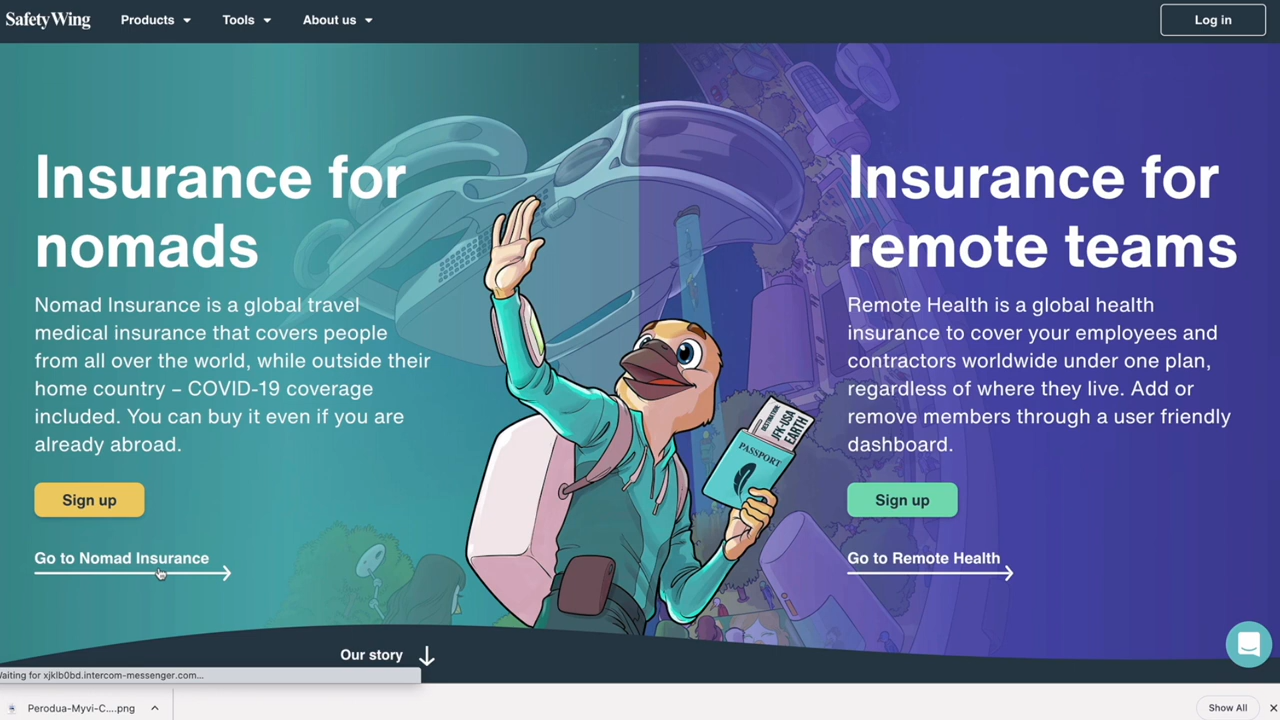 SafetyWing
Products
Tools
About us
Log in
Insurance for
nomads
Nomad Insurance is a global travel
medical insurance that covers people
from all over the world, while outside their
home country – COVID-19 coverage
included. You can buy it even if you are
already abroad.
Sign up
Go to Nomad Insurance
DESTINATION:
JFK-USA
EARTH
PASSPORT
Insurance for
remote teams
Remote Health is a global health
insurance to cover your employees and
contractors worldwide under one plan,
regardless of where they live. Add or
remove members through a user friendly
dashboard.
Sign up
Go to Remote Health
Our story
Waiting for xjklb0bd.intercom-messenger.com...
Perodua-Myvi-C....png
Show All